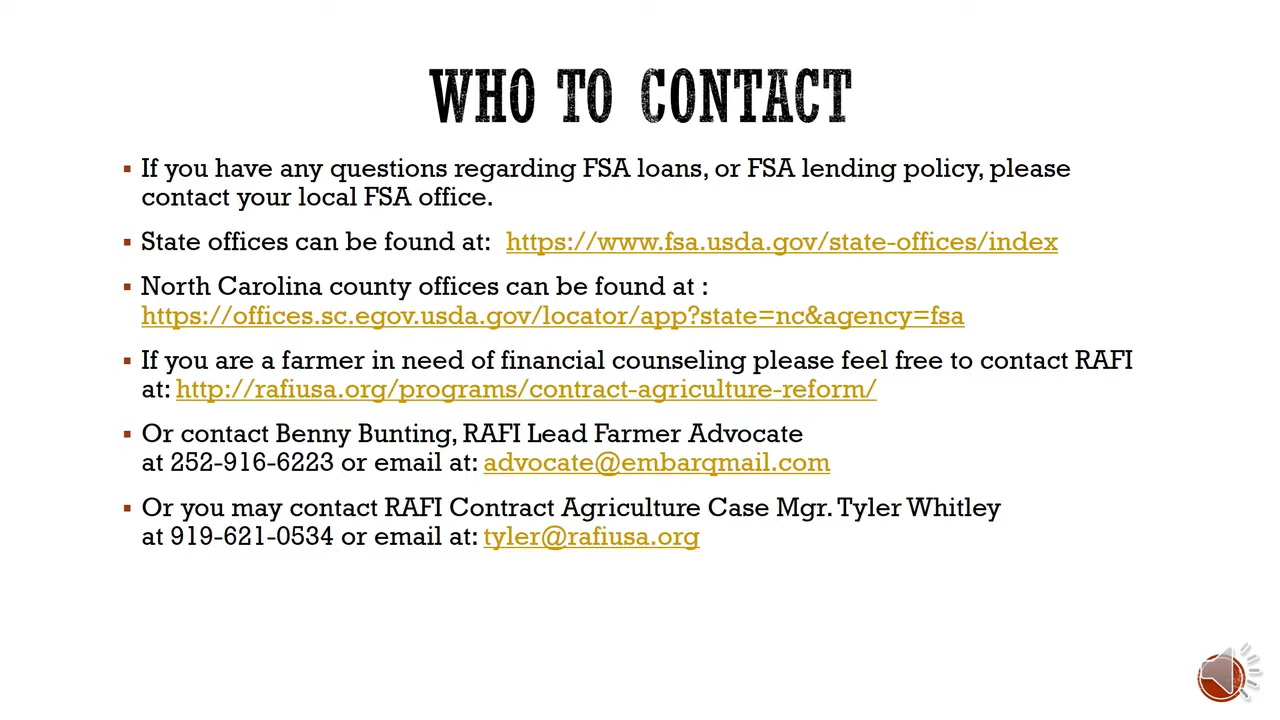 WHO TO CONTACT
▪ If you have any questions regarding FSA loans, or FSA lending policy, please
contact your local FSA office.
▪ State offices can be found at: https://www.fsa.usda.gov/state-offices/index
▪ North Carolina county offices can be found at :
https://offices.sc.egov.usda.gov/locator/app?state=nc&agency=fsa
▪ If you are a farmer in need of financial counseling please feel free to contact RAFI
at: http://rafiusa.org/programs/contract-agriculture-reform/
▪ Or contact Benny Bunting, RAFI Lead Farmer Advocate
at 252-916-6223 or email at: advocate@embarqmail.com
▪ Or you may contact RAFI Contract Agriculture Case Mgr. Tyler Whitley
at 919-621-0534 or email at: tyler@rafiusa.org